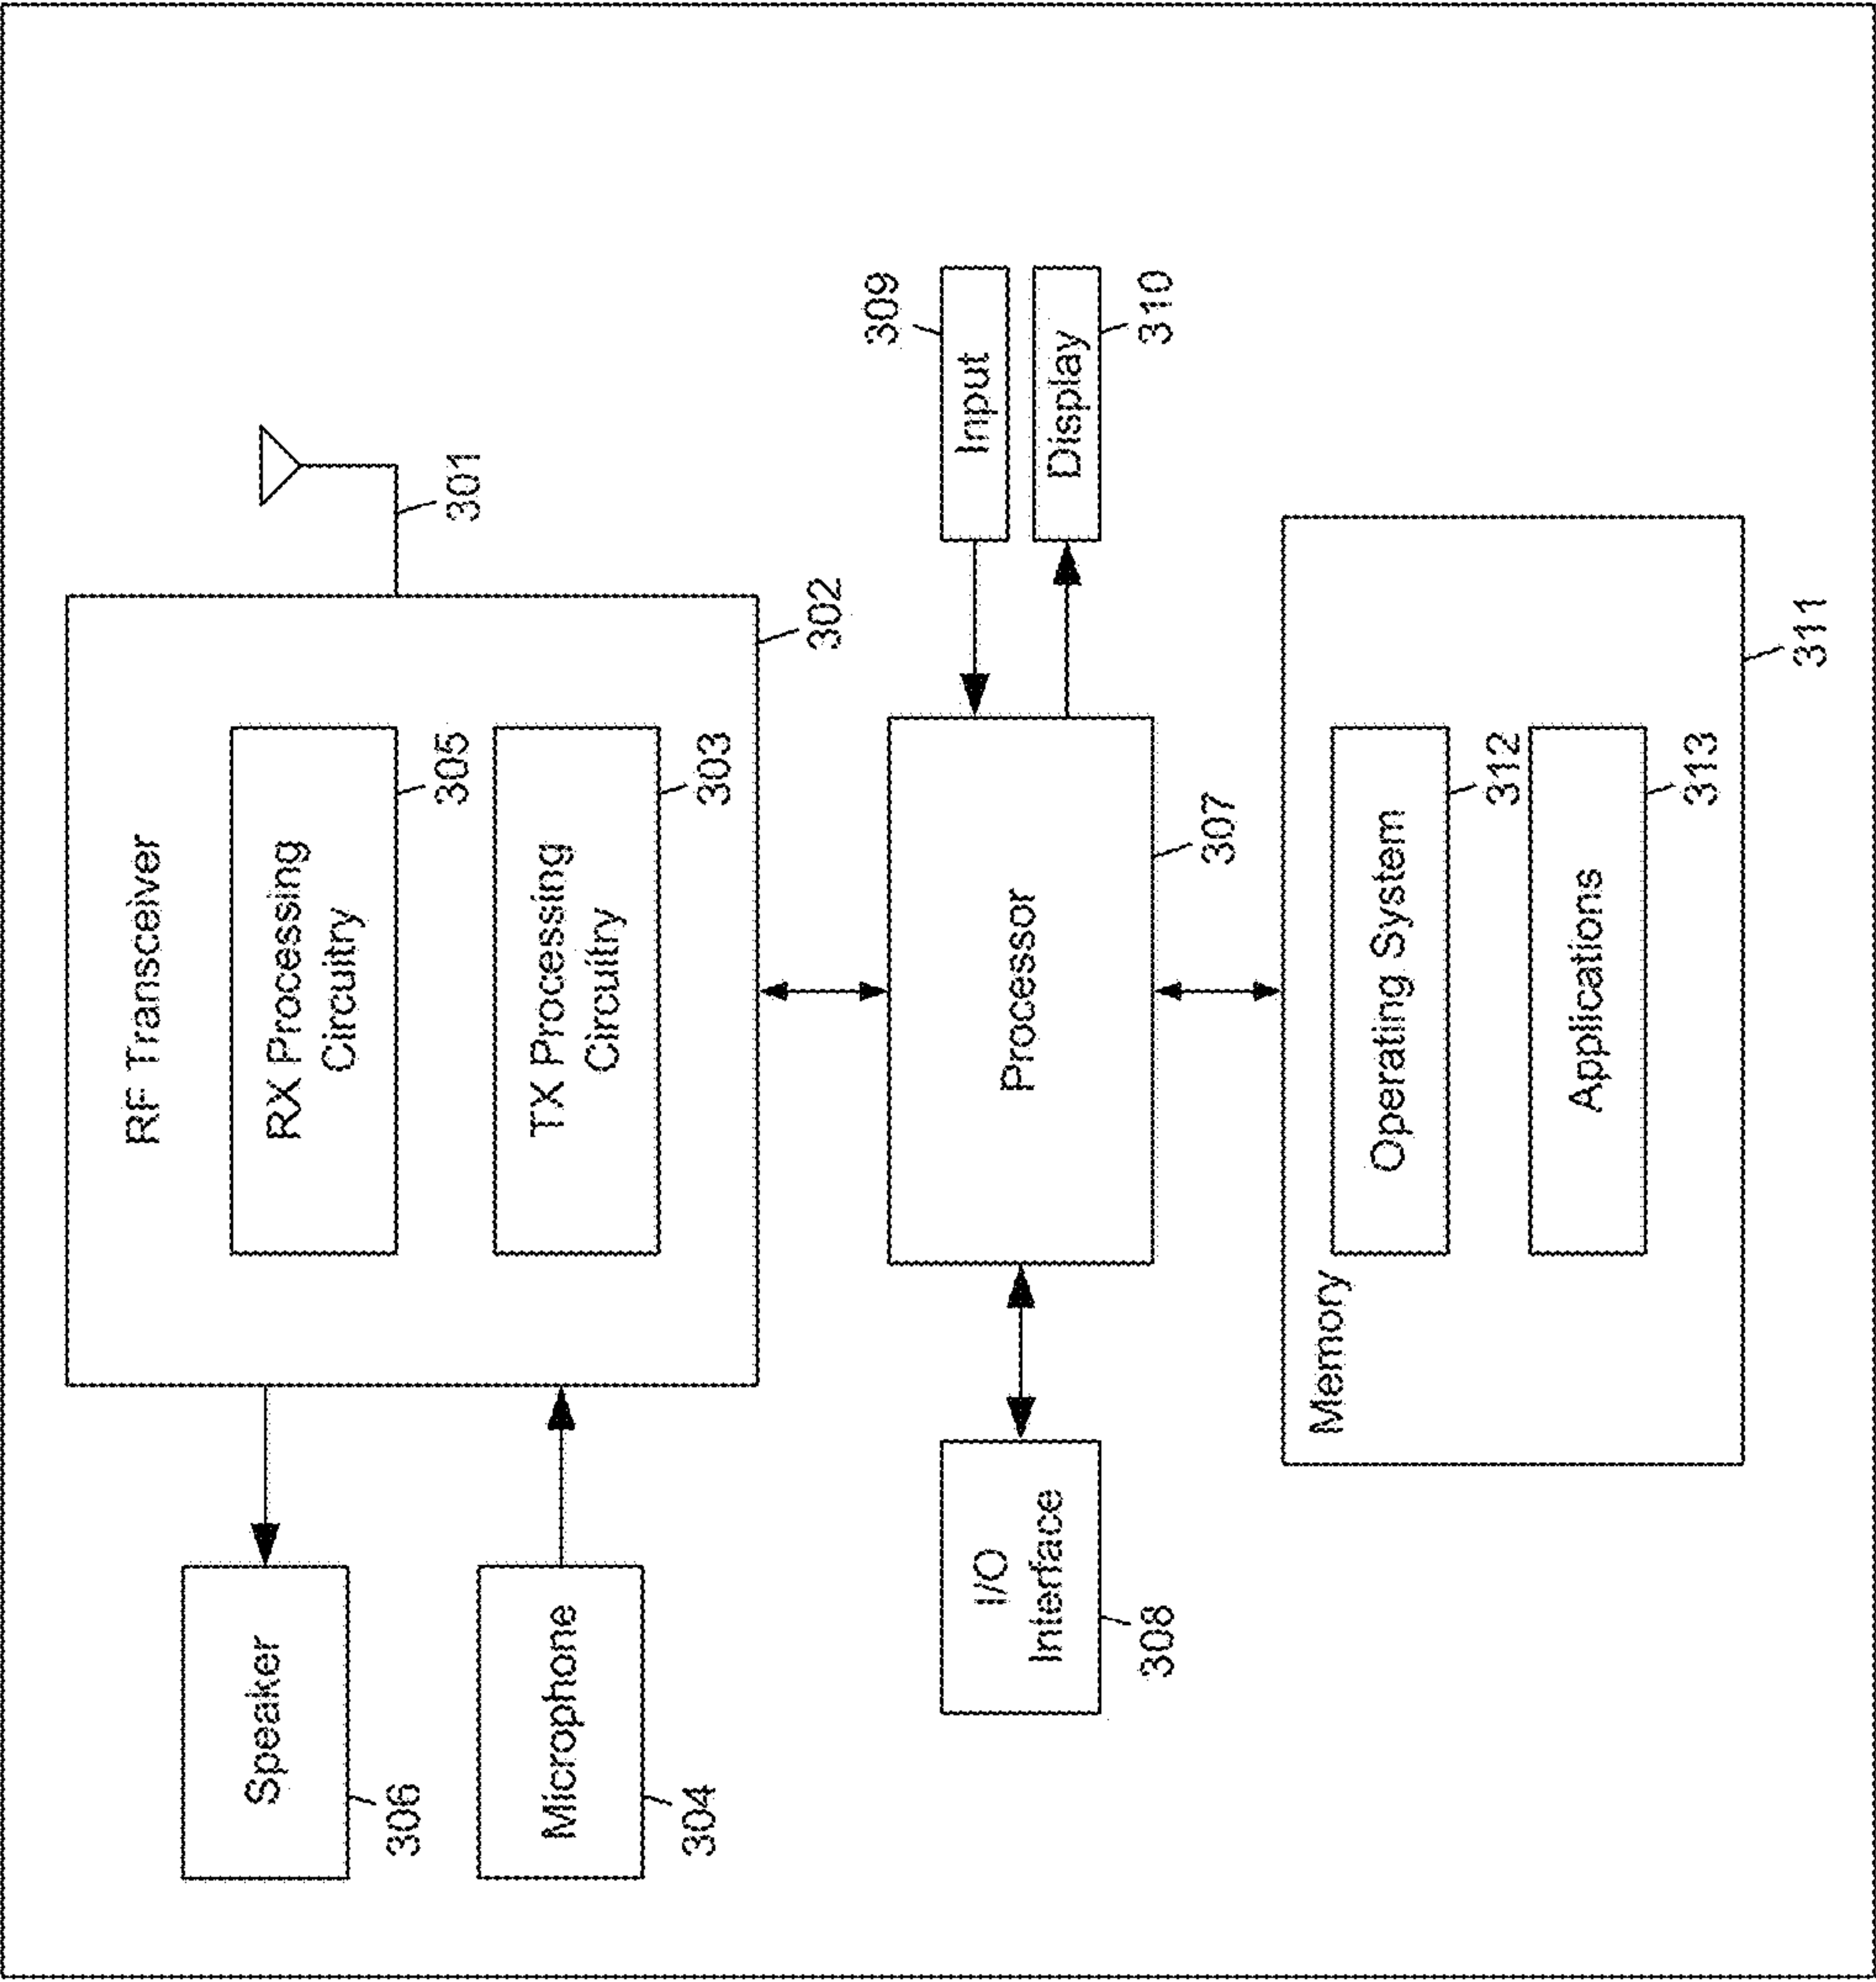 301
RF Transceiver
302
RX Processing
Circuitry
305
TX Processing
Circuitry
303
Speaker
306
Microphone
304
Processor
307
I/O
Interface
308
Input
309
Display
310
Memory
311
Operating System
312
Applications
313